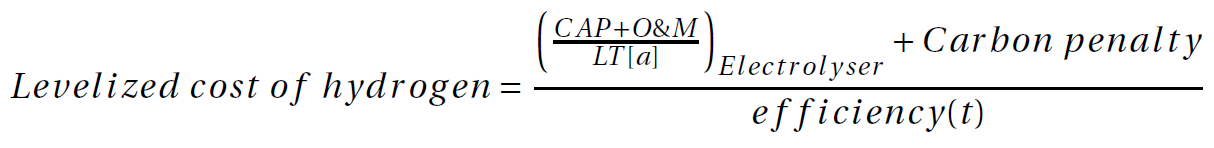 Levelized cost of hydrogen = ((CAP+O&M)/(LT[a]))_Electrolyser + Carbon penalty / efficiency(t)